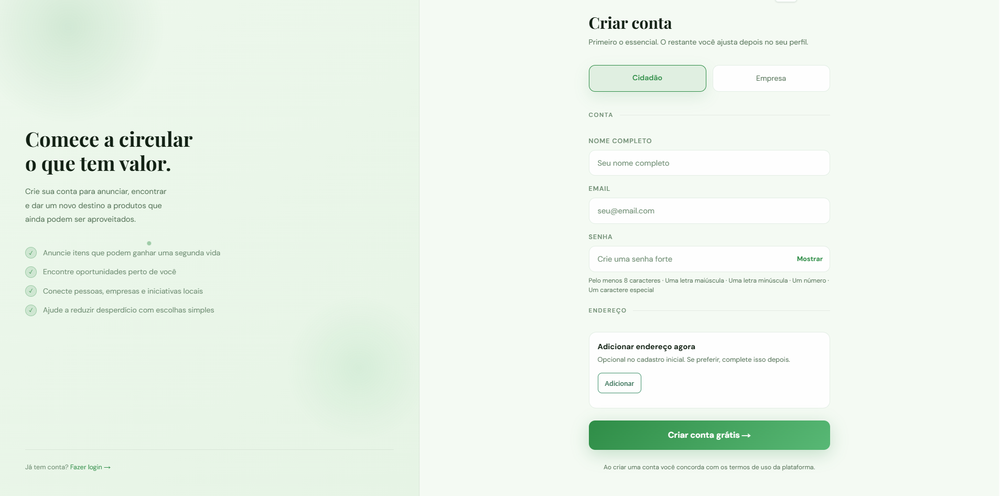 Comece a circular
o que tem valor.
Crie sua conta para anunciar, encontrar
e dar um novo destino a produtos que
ainda podem ser aproveitados.
✓ Anuncie itens que podem ganhar uma segunda vida
✓ Encontre oportunidades perto de você
✓ Conecte pessoas, empresas e iniciativas locais
✓ Ajude a reduzir desperdício com escolhas simples
Já tem conta? Fazer login →
Criar conta
Primeiro o essencial. O restante você ajusta depois no seu perfil.
Cidadão
Empresa
CONTA
NOME COMPLETO
Seu nome completo
EMAIL
seu@email.com
SENHA
Crie uma senha forte
Mostrar
Pelo menos 8 caracteres · Uma letra maiúscula · Uma letra minúscula · Um número ·
Um caractere especial
ENDEREÇO
Adicionar endereço agora
Opcional no cadastro inicial. Se preferir, complete isso depois.
Adicionar
Criar conta grátis →
Ao criar uma conta você concorda com os termos de uso da plataforma.